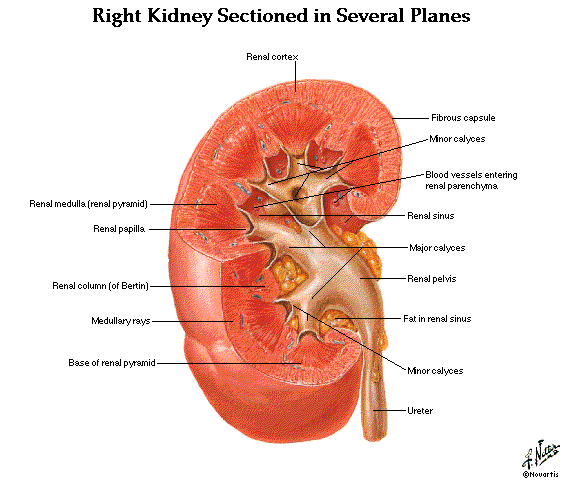 Right Kidney Sectioned in Several Planes
Renal cortex
Fibrous capsule
Minor calyces
Blood vessels entering
renal parenchyma
Renal sinus
Major calyces
Renal pelvis
Fat in renal sinus
Minor calyces
Ureter
Renal medulla (renal pyramid)
Renal papilla
Renal column (of Bertin)
Medullary rays
Base of renal pyramid
©Novartis